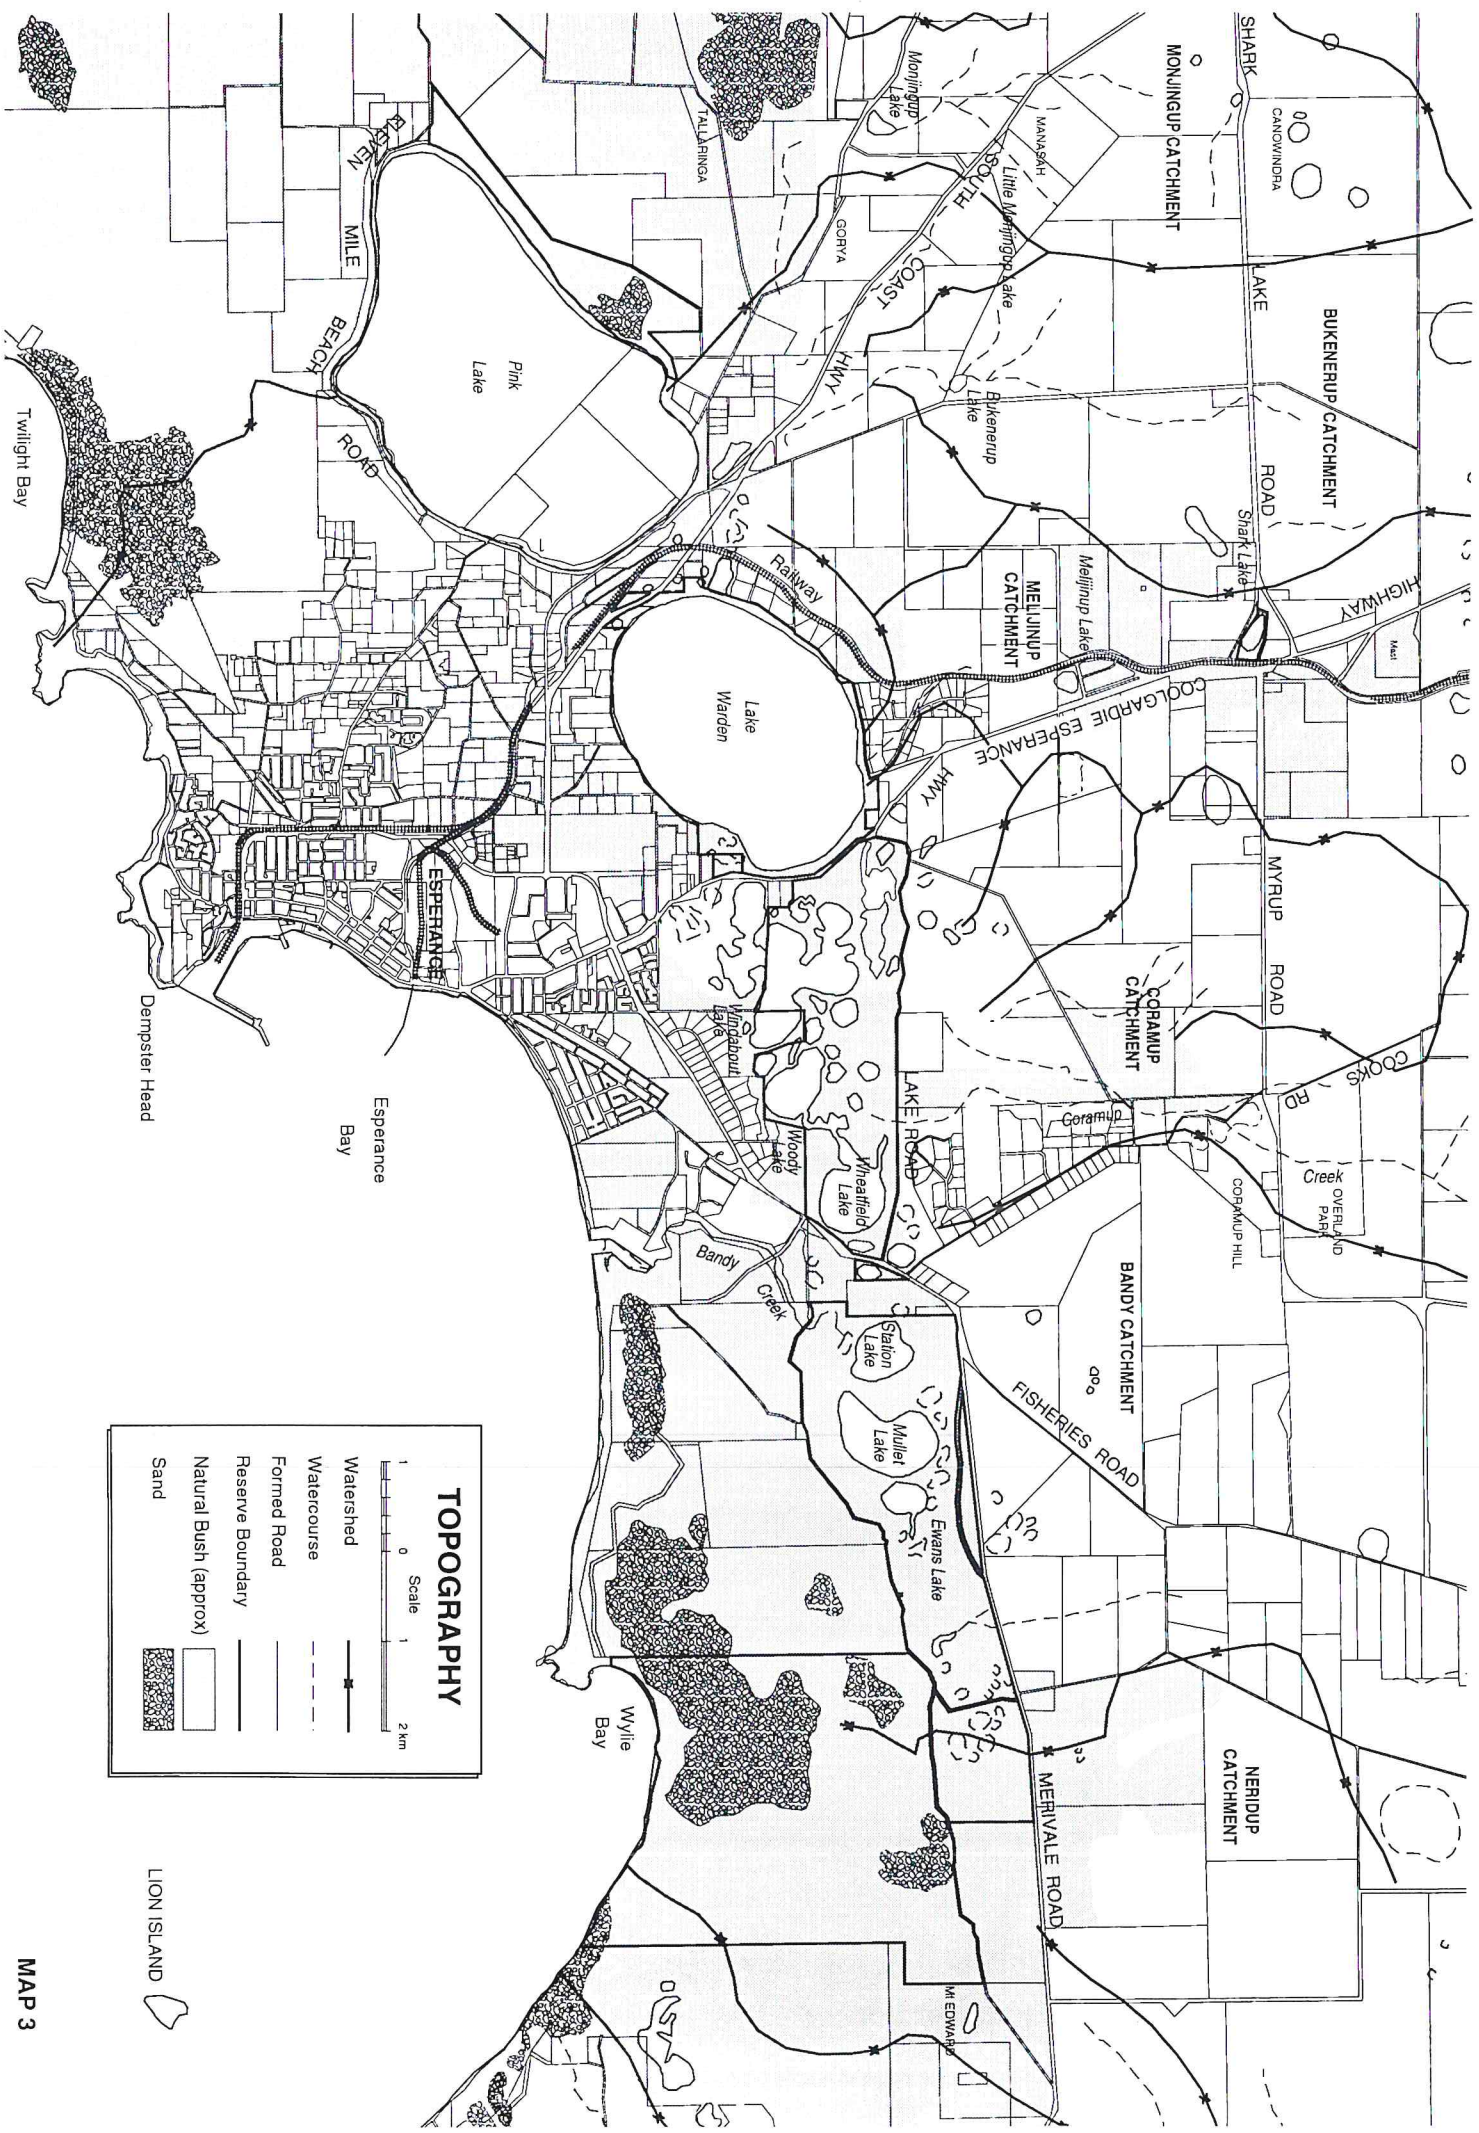 SHARK
LAKE
ROAD
MONJINGUP CATCHMENT
CANOWINDRA
BUKENERUP CATCHMENT
HIGHWAY
Mast
MYRUP
ROAD
COOKS
RD
Creek
OVERLAND
PARK
CORAMUP HILL
NERIDUP
CATCHMENT
Monjingup
Lake
MANASAH
Little Monjingup Lake
SOUTH
COAST
HWY
GORYA
TALLARINGA
Bukenerup
Lake
Shark Lake
Melijinup Lake
MELIJINUP
CATCHMENT
COOLGARDIE ESPERANCE
HWY
CORAMUP
CATCHMENT
Coramup
BANDY CATCHMENT
FISHERIES ROAD
LAKE ROAD
MERIVALE ROAD
Mt EDWARD
Railway
Lake
Warden
Pink
Lake
ELEVEN
MILE
BEACH
ROAD
Windabout
Lake
Woody
Lake
Wheatfield
Lake
Station
Lake
Mullet
Lake
Ewans Lake
Bandy
Creek
ESPERANCE
Twilight Bay
Dempster Head
Esperance
Bay
Wylie
Bay
LION ISLAND
TOPOGRAPHY
Scale
1 0 1 2 km
Watershed
Watercourse
Formed Road
Reserve Boundary
Natural Bush (approx)
Sand
MAP 3